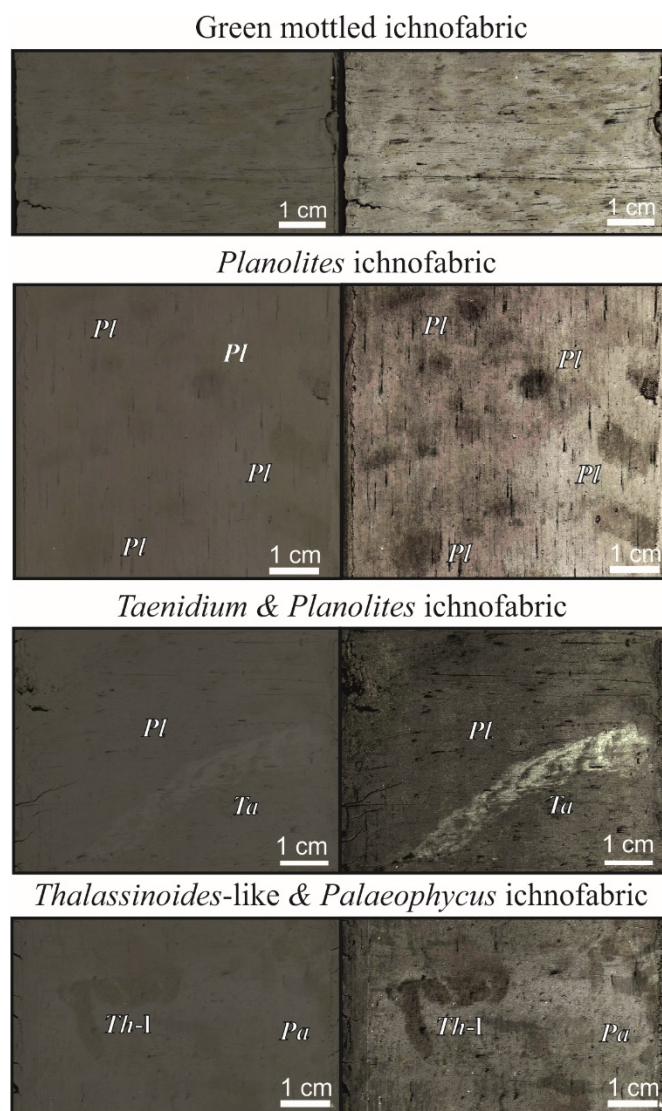 Green mottled ichnofabric
1 cm 1 cm
Planolites ichnofabric
Pl Pl
Pl Pl
Pl Pl
Pl Pl
1 cm 1 cm
Taenidium & Planolites ichnofabric
Pl Pl
Ta Ta
1 cm 1 cm
Thalassinoides-like & Palaeophycus ichnofabric
Th-l Pa Th-l Pa
1 cm 1 cm